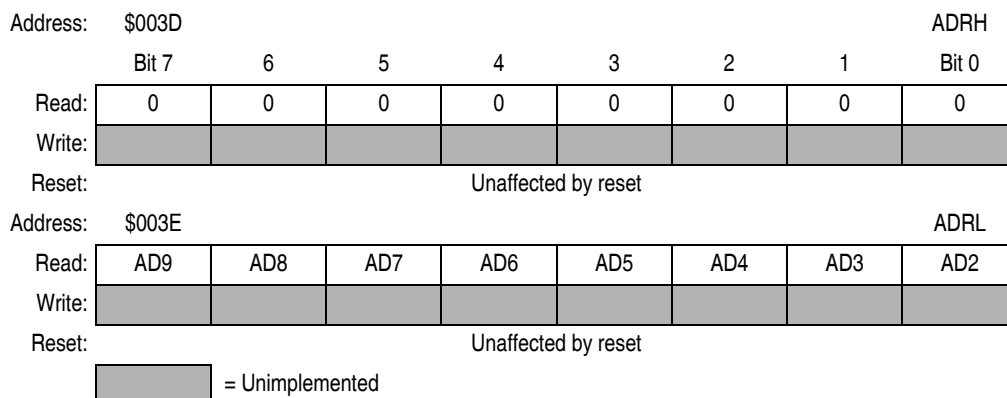 Address: $003D ADRH
Bit 7 6 5 4 3 2 1 Bit 0
Read: 0 0 0 0 0 0 0 0
Write:
Reset: Unaffected by reset
Address: $003E ADRL
Read: AD9 AD8 AD7 AD6 AD5 AD4 AD3 AD2
Write:
Reset: Unaffected by reset
= Unimplemented